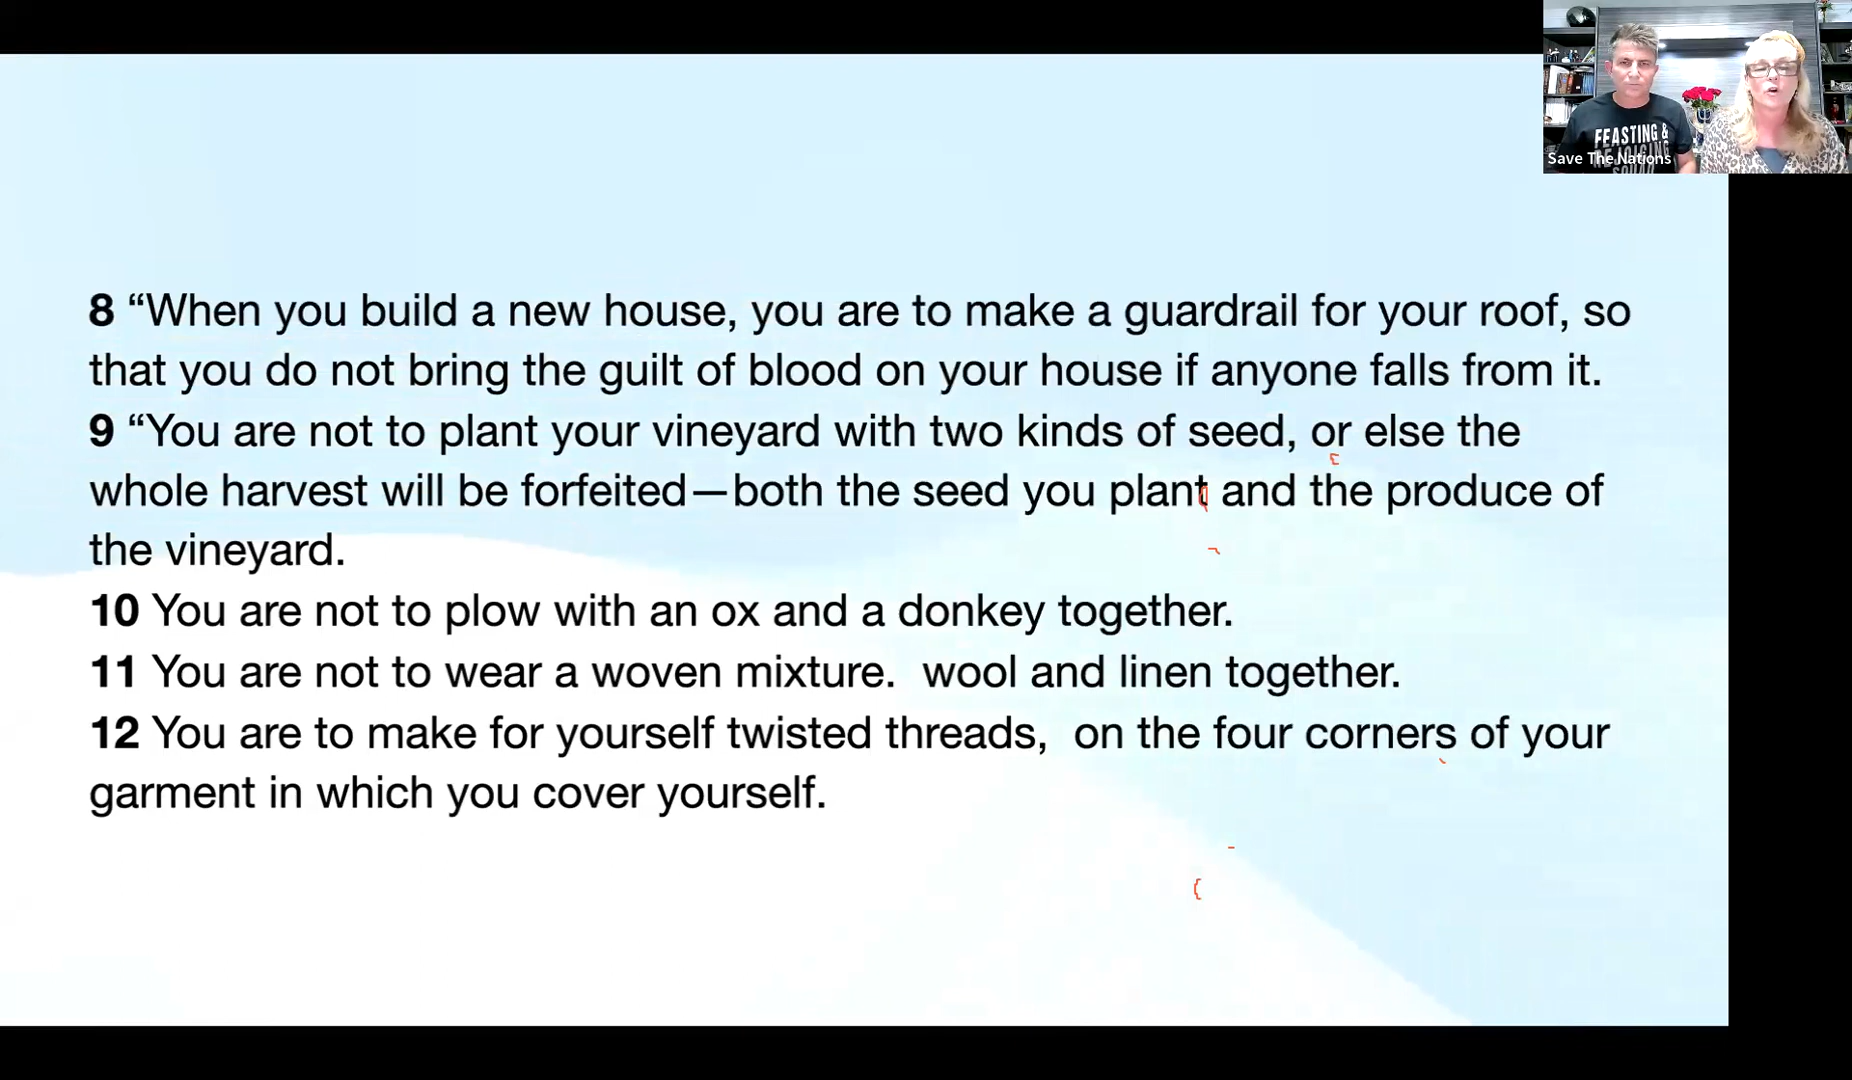 FEASTING &
REJOICING
SQUAD
Save The Nations
8 “When you build a new house, you are to make a guardrail for your roof, so
that you do not bring the guilt of blood on your house if anyone falls from it.
9 “You are not to plant your vineyard with two kinds of seed, or else the
whole harvest will be forfeited—both the seed you plant and the produce of
the vineyard.
10 You are not to plow with an ox and a donkey together.
11 You are not to wear a woven mixture.  wool and linen together.
12 You are to make for yourself twisted threads,  on the four corners of your
garment in which you cover yourself.